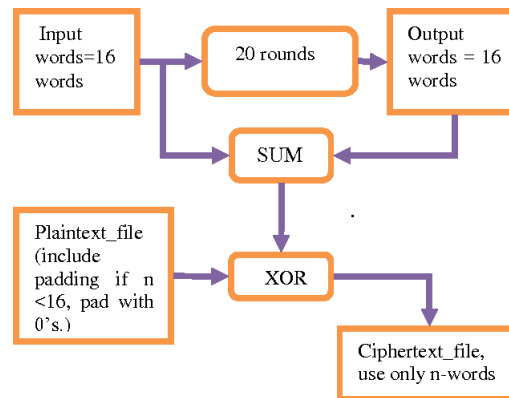 Input
words=16
words
20 rounds
Output
words = 16
words
SUM
Plaintext_file
(include
padding if n
<16, pad with
0's.)
XOR
Ciphertext_file,
use only n-words